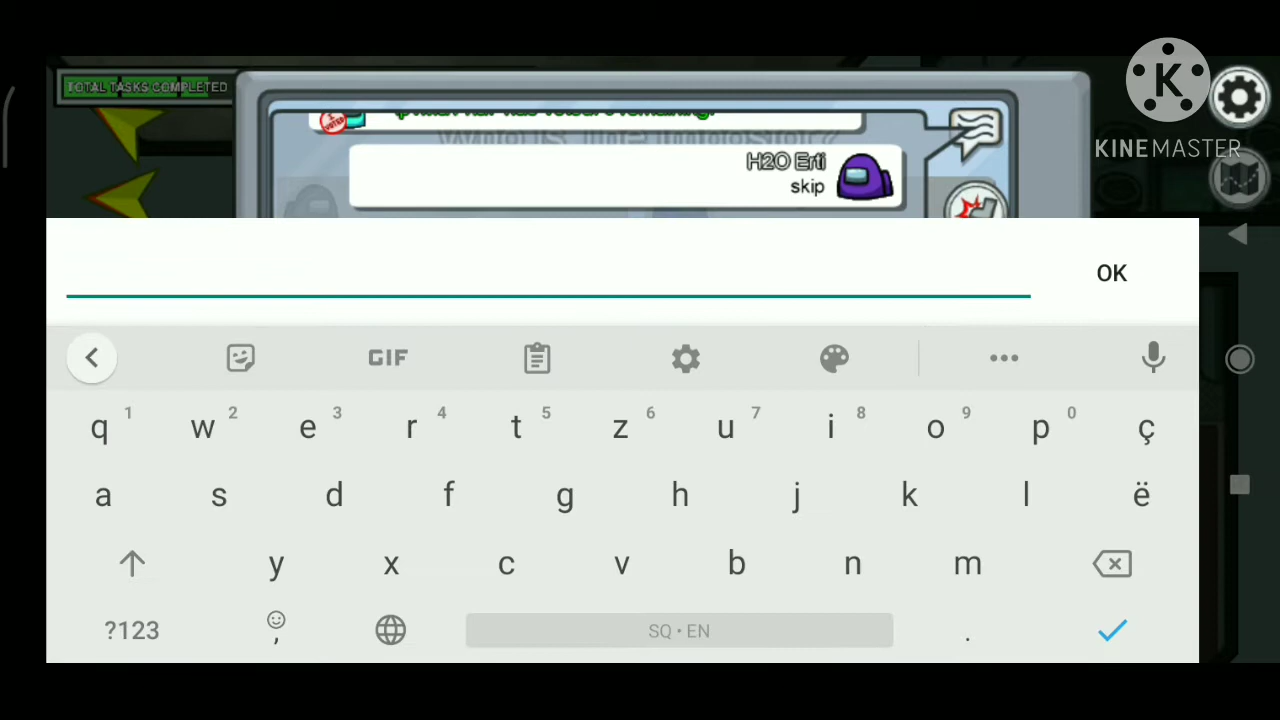 TOTAL TASKS COMPLETED
KINEMASTER
H2O Erti
skip
OK
GIF
q 1 w 2 e 3 r 4 t 5 z 6 u 7 i 8 o 9 p 0 ç
a s d f g h j k l ë
y x c v b n m
?123 , SQ • EN .